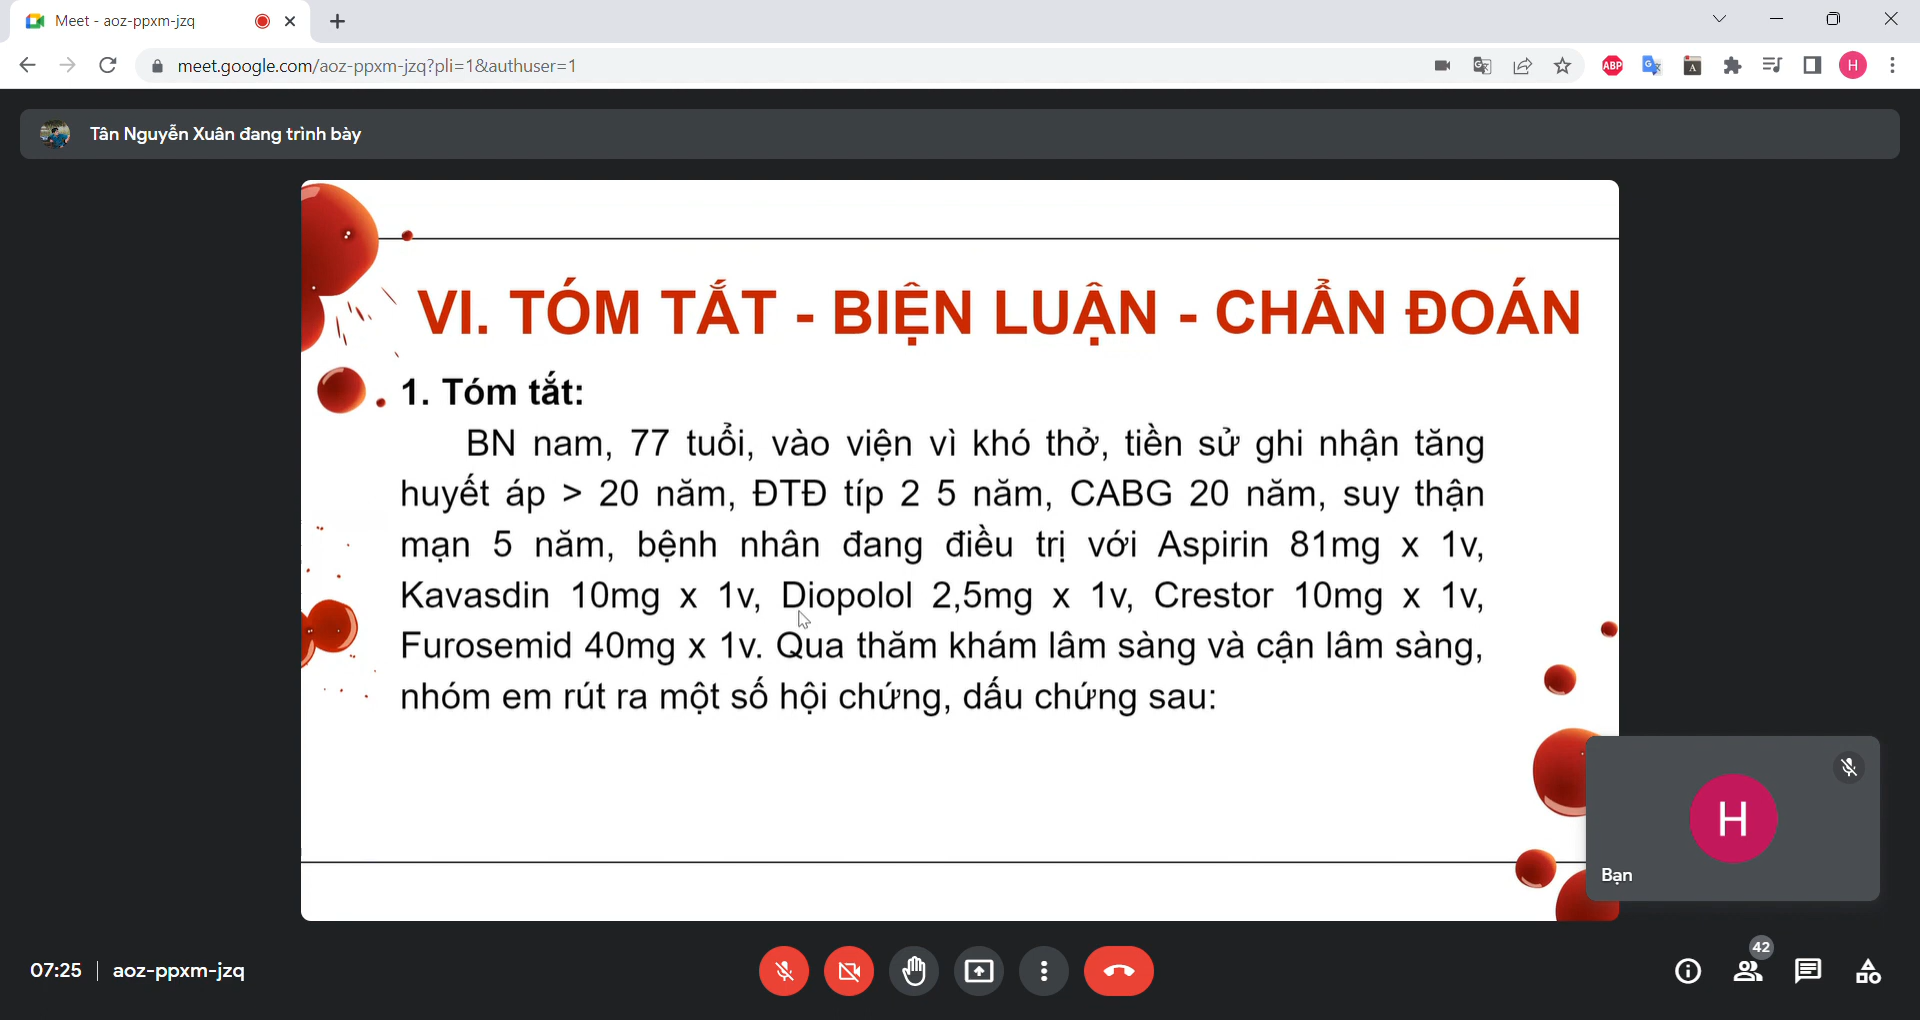 Meet - aoz-ppxm-jzq
meet.google.com/aoz-ppxm-jzq?pli=1&authuser=1
ABP
G
A
H
Tân Nguyễn Xuân đang trình bày
VI. TÓM TẮT - BIỆN LUẬN - CHẨN ĐOÁN
1. Tóm tắt:
BN nam, 77 tuổi, vào viện vì khó thở, tiền sử ghi nhận tăng
huyết áp > 20 năm, ĐTĐ típ 2 5 năm, CABG 20 năm, suy thận
mạn 5 năm, bệnh nhân đang điều trị với Aspirin 81mg x 1v,
Kavasdin 10mg x 1v, Diopolol 2,5mg x 1v, Crestor 10mg x 1v,
Furosemid 40mg x 1v. Qua thăm khám lâm sàng và cận lâm sàng,
nhóm em rút ra một số hội chứng, dấu chứng sau:
H
Bạn
07:25 | aoz-ppxm-jzq
42